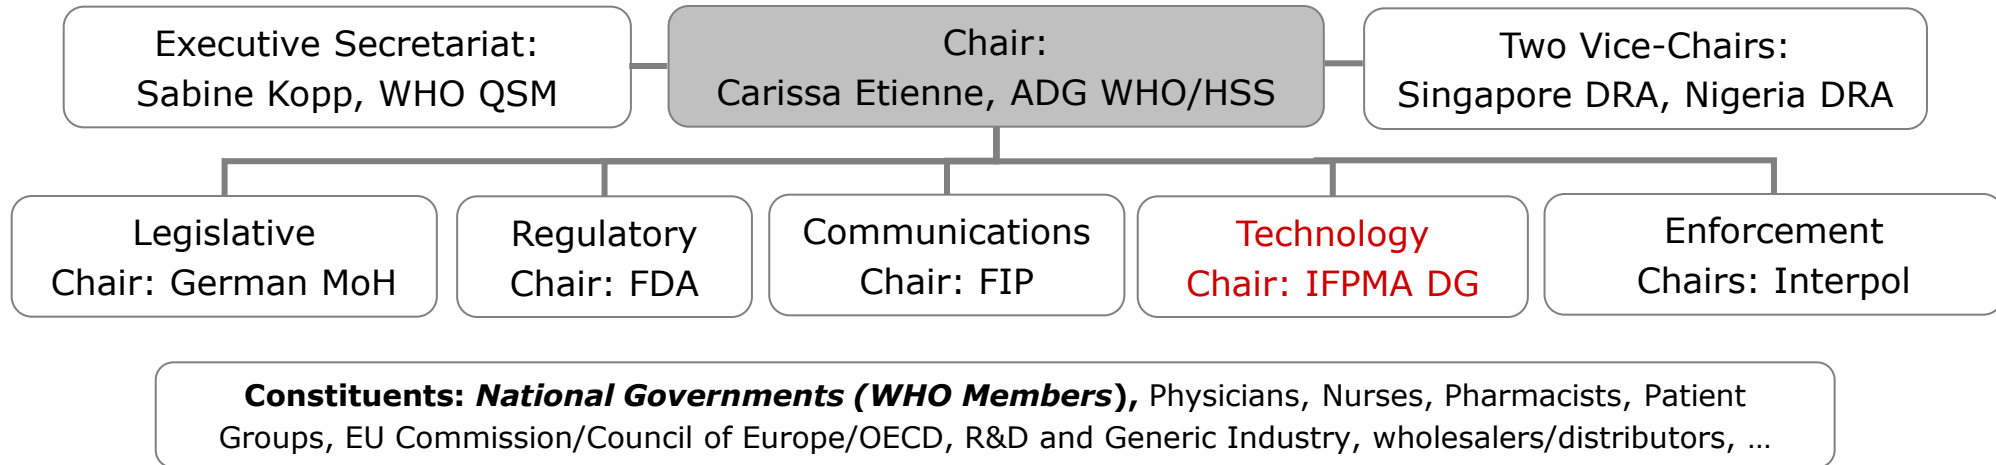 Executive Secretariat:
Sabine Kopp, WHO QSM
Chair:
Carissa Etienne, ADG WHO/HSS
Two Vice-Chairs:
Singapore DRA, Nigeria DRA
Legislative
Chair: German MoH
Regulatory
Chair: FDA
Communications
Chair: FIP
Technology
Chair: IFPMA DG
Enforcement
Chairs: Interpol
Constituents: National Governments (WHO Members), Physicians, Nurses, Pharmacists, Patient
Groups, EU Commission/Council of Europe/OECD, R&D and Generic Industry, wholesalers/distributors, …